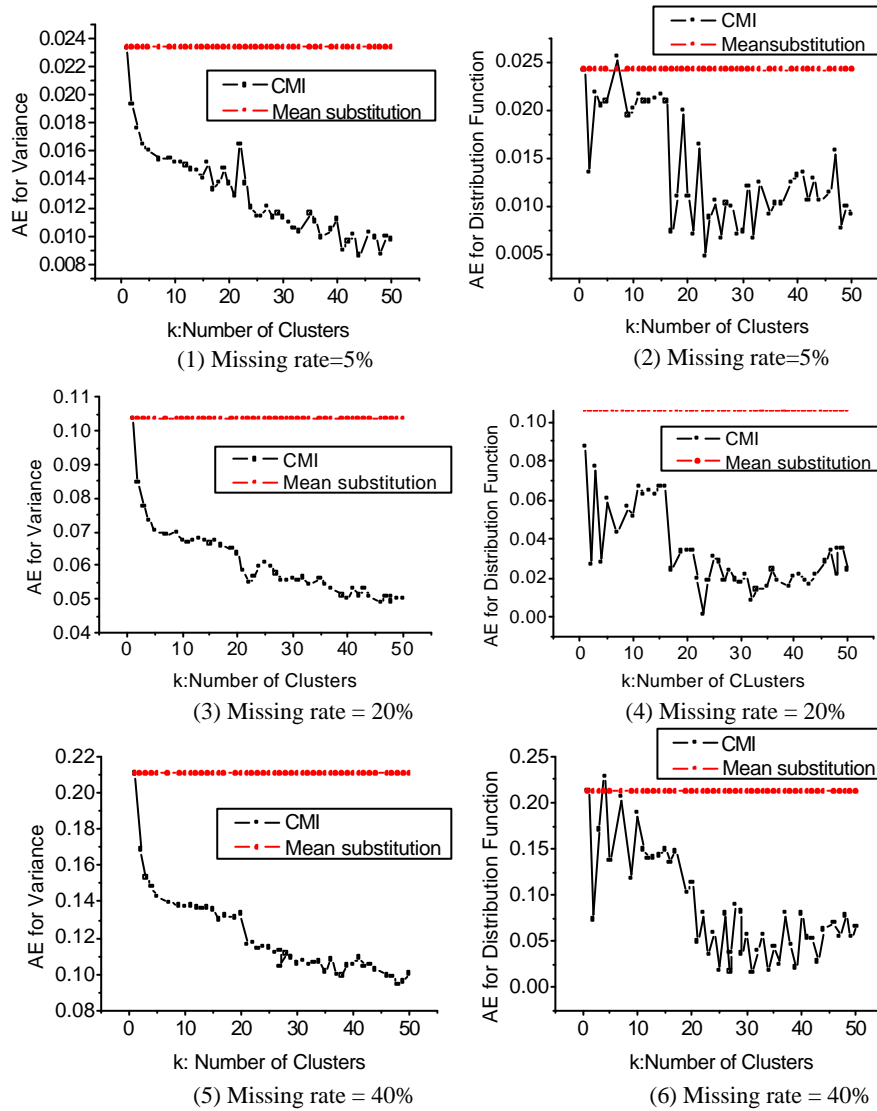 0.024
0.022
0.020
0.018
0.016
0.014
0.012
0.010
0.008
AE for Variance
CMI
Mean substitution
0 10 20 30 40 50
k:Number of Clusters
(1) Missing rate=5%
0.025
0.020
0.015
0.010
0.005
AE for Distribution Function
CMI
Meansubstitution
0 10 20 30 40 50
k:Number of Clusters
(2) Missing rate=5%
0.11
0.10
0.09
0.08
0.07
0.06
0.05
0.04
AE for Variance
CMI
Mean substitution
0 10 20 30 40 50
k:Number of Clusters
(3) Missing rate = 20%
0.10
0.08
0.06
0.04
0.02
0.00
AE for Distribution Function
CMI
Mean substitution
0 10 20 30 40 50
k:Number of CLusters
(4) Missing rate = 20%
0.22
0.20
0.18
0.16
0.14
0.12
0.10
0.08
AE for Variance
CMI
Mean substitution
0 10 20 30 40 50
k: Number of Clusters
(5) Missing rate = 40%
0.25
0.20
0.15
0.10
0.05
0.00
AE for Distribution Function
CMI
Mean substitution
0 10 20 30 40 50
k:Number of Clusters
(6) Missing rate = 40%